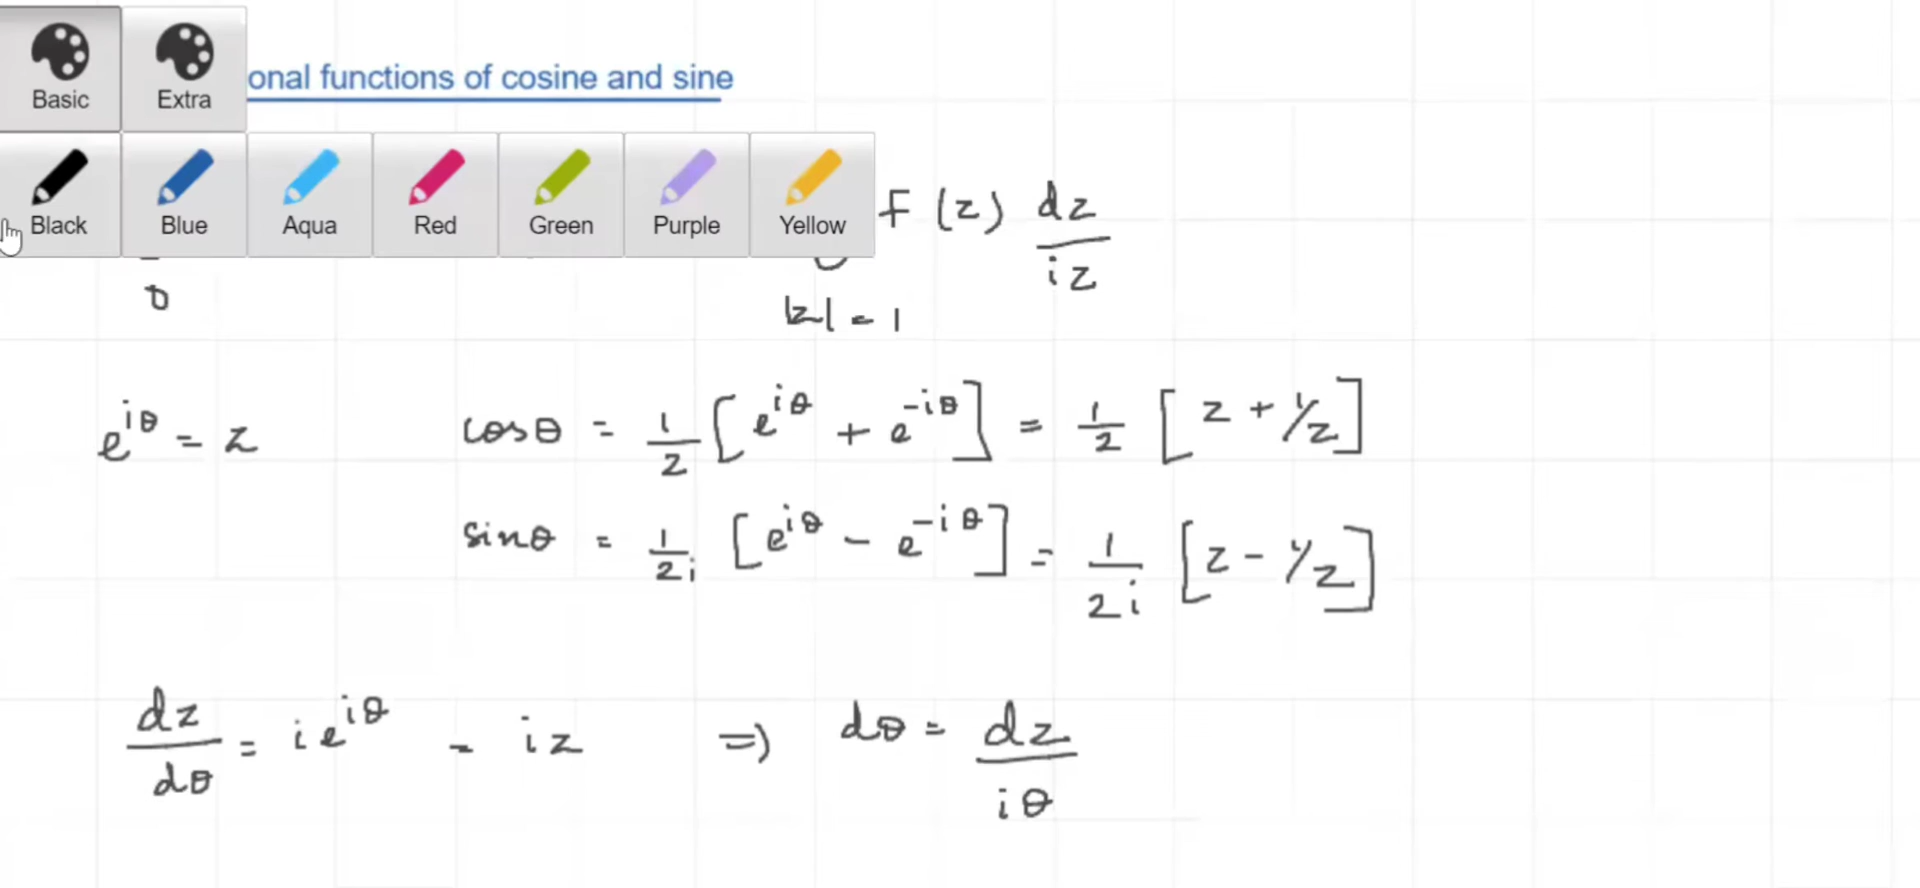 Basic Extra onal functions of cosine and sine
Black Blue Aqua Red Green Purple Yellow
F (z) dz/iz
0
|z| = 1
e^{iθ} = z cosθ = 1/2 [e^{iθ} + e^{-iθ}] = 1/2 [z + 1/z]
sinθ = 1/2i [e^{iθ} - e^{-iθ}] = 1/2i [z - 1/z]
dz/dθ = ie^{iθ} = iz ⇒ dθ = dz/iθ